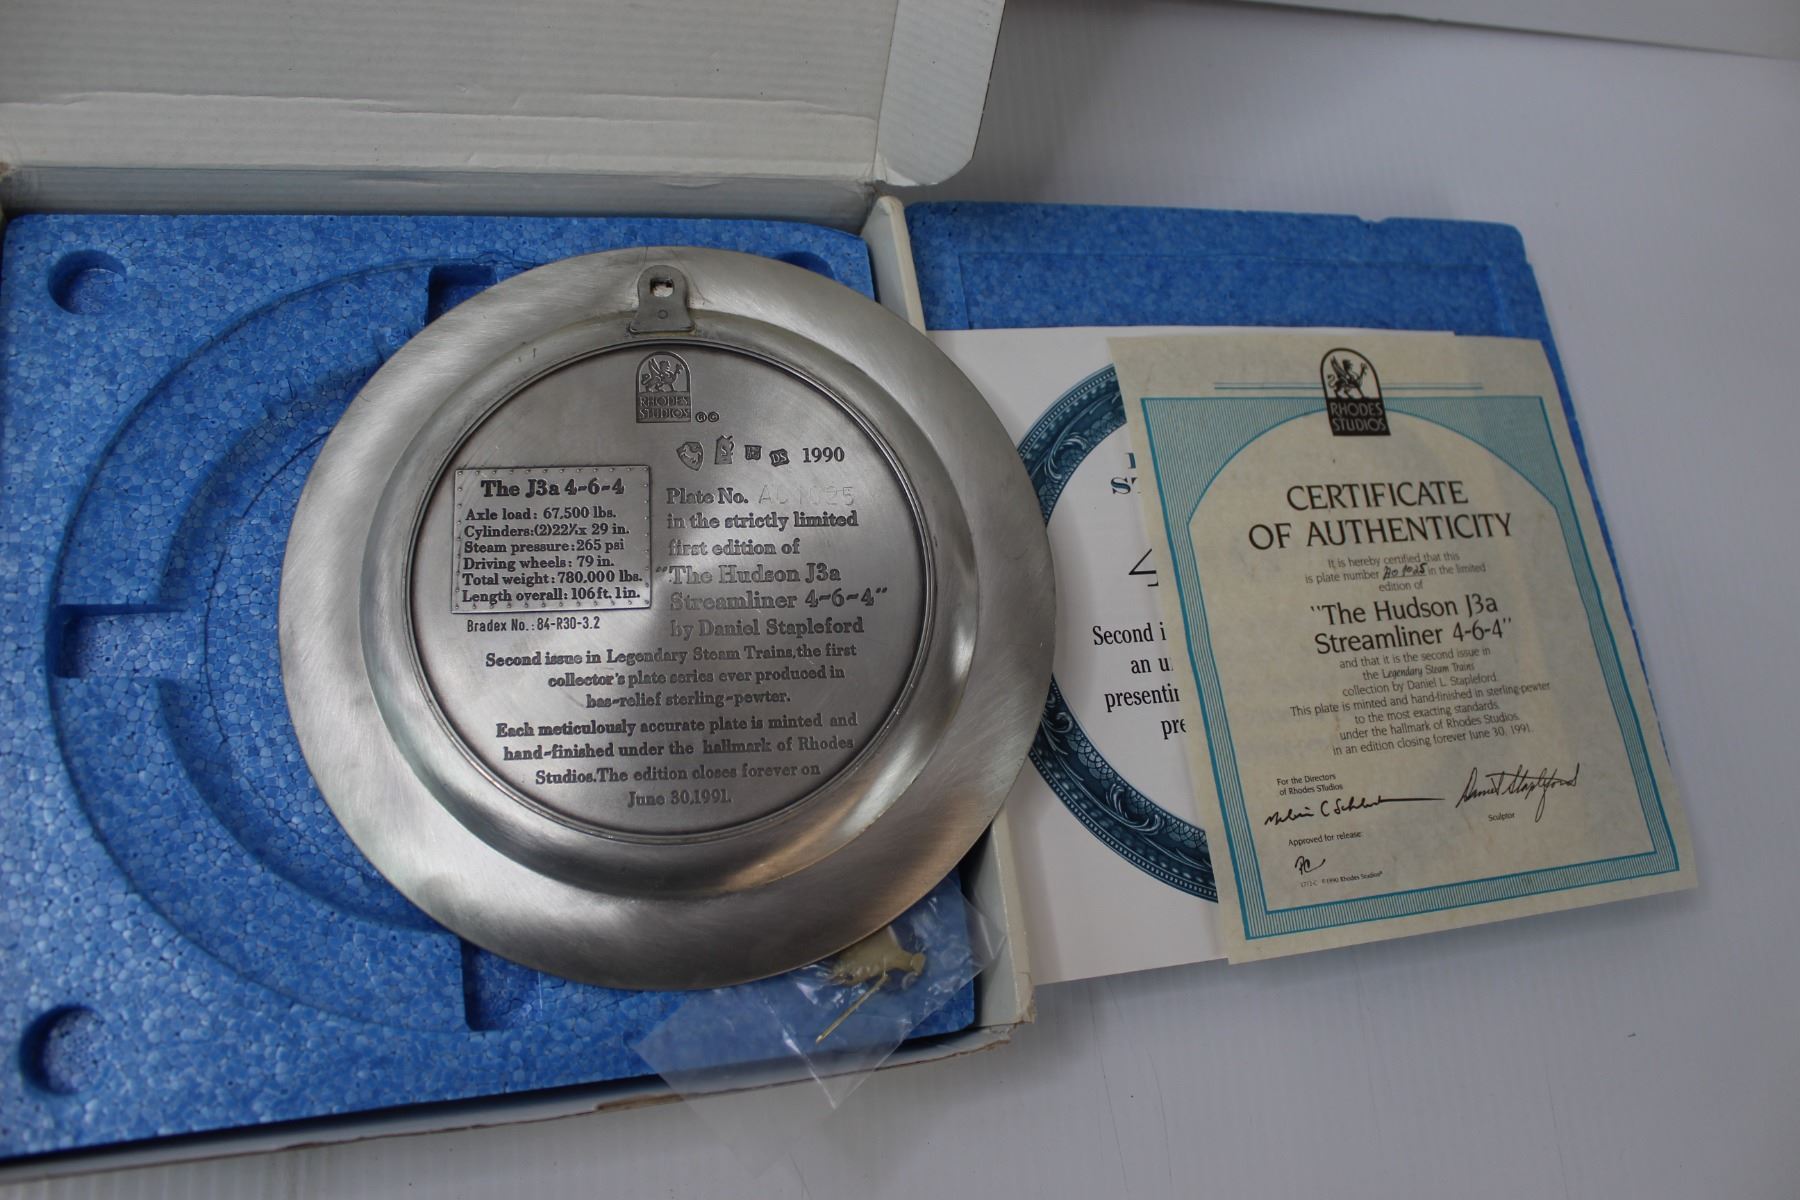 RHODES
STUDIOS
®©
DS 1990
The J3a 4-6-4
Axle load: 67,500 lbs.
Cylinders:(2)22½x 29 in.
Steam pressure: 265 psi
Driving wheels: 79 in.
Total weight: 780.000 lbs.
Length overall: 106 ft. 1in.
Bradex No.: 84-R30-3.2
Plate No.
in the strictly limited
first edition of
"The Hudson J3a
Streamliner 4-6-4"
by Daniel Stapleford
Second issue in Legendary Steam Trains,the first
collector's plate series ever produced in
bas-relief sterling-pewter.
Each meticulously accurate plate is minted and
hand-finished under the hallmark of Rhodes
Studios.The edition closes forever on
June 30,1991.
Second i
an u
presentin
pre
RHODES
STUDIOS
CERTIFICATE
OF AUTHENTICITY
It is hereby certified that this
is plate number in the limited
edition of
"The Hudson J3a
Streamliner 4-6-4"
and that it is the second issue in
the Legendary Steam Trains
collection by Daniel L. Stapleford.
This plate is minted and hand-finished in sterling-pewter
to the most exacting standards,
under the hallmark of Rhodes Studios,
in an edition closing forever June 30, 1991.
For the Directors
of Rhodes STudios
Daniel Stapleford
Sculptor
Approved for release:
©1990 Rhodes Studios®